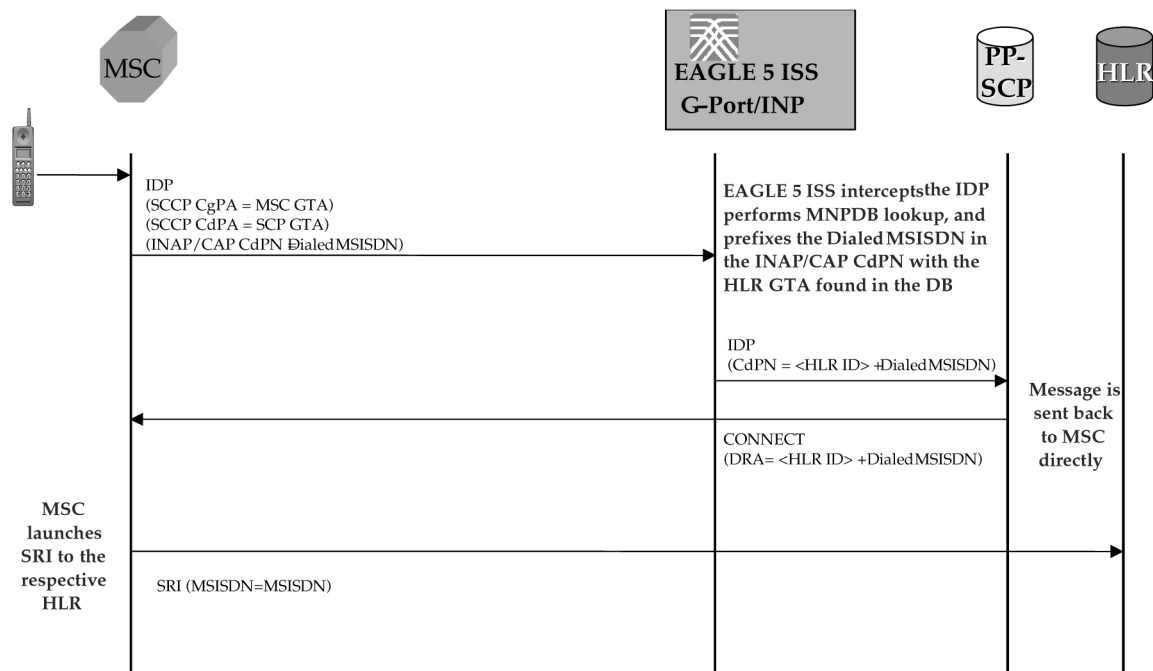 MSC
EAGLE 5 ISS
G-Port/INP
PP-
SCP
HLR
IDP
(SCCP CgPA = MSC GTA)
(SCCP CdPA = SCP GTA)
(INAP/CAP CdPN =DialedMSISDN)
EAGLE 5 ISS interceptsthe IDP
performs MNPDB lookup, and
prefixes the DialedMSISDN in
the INAP/CAP CdPN with the
HLR GTA found in the DB
IDP
(CdPN = <HLR ID> +DialedMSISDN)
Message is
sent back
to MSC
directly
CONNECT
(DRA= <HLR ID> +DialedMSISDN)
MSC
launches
SRI to the
respective
HLR
SRI (MSISDN=MSISDN)